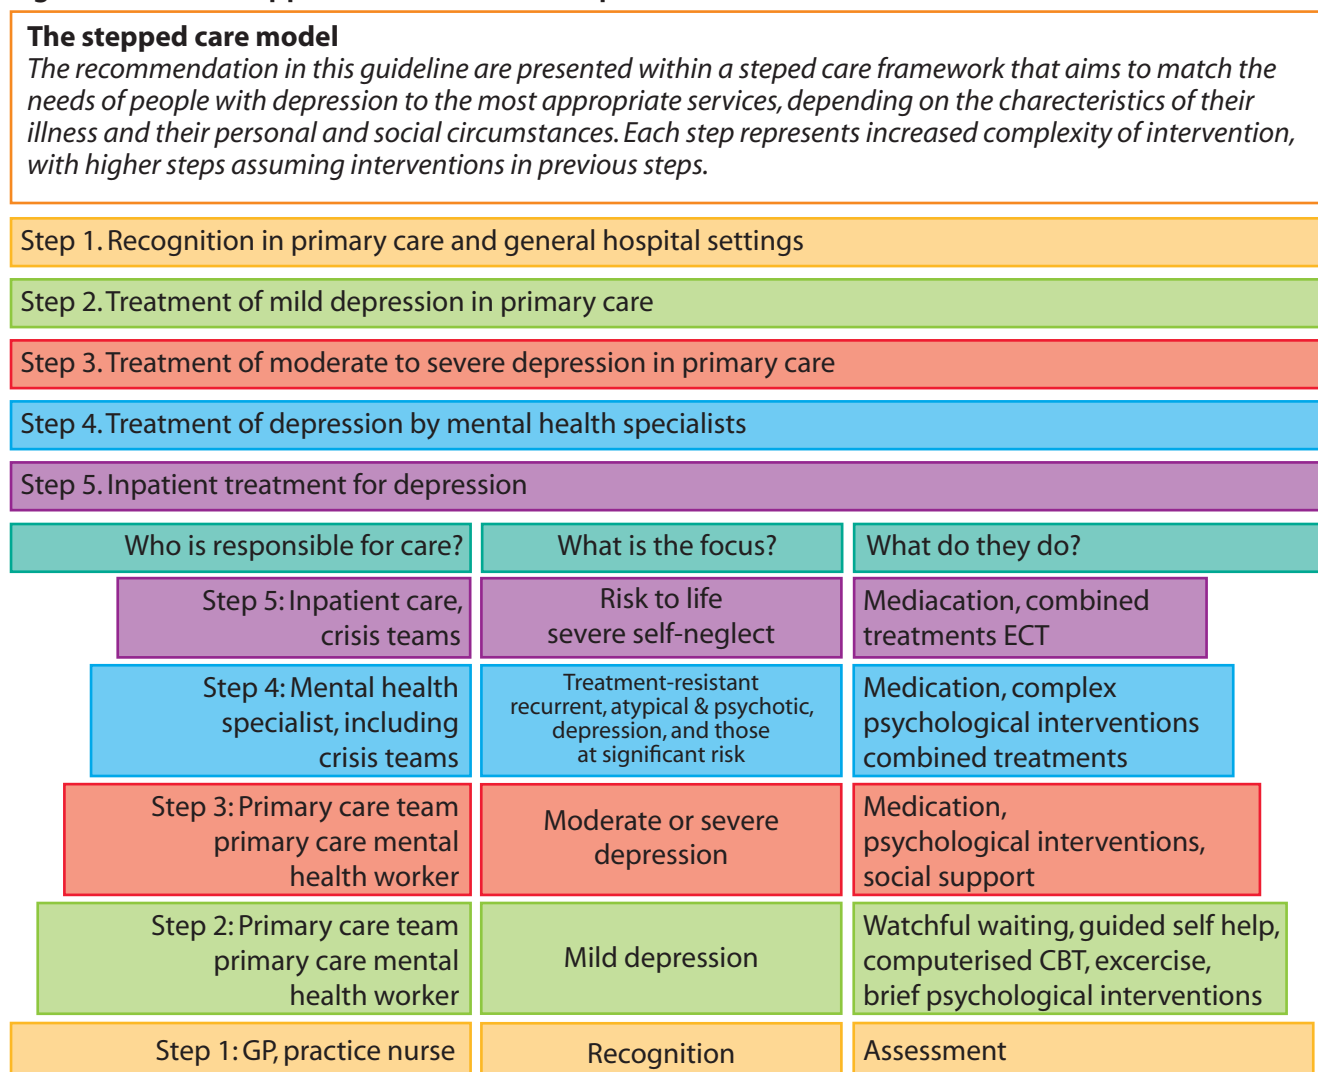 The stepped care model
The recommendation in this guideline are presented within a steped care framework that aims to match the
needs of people with depression to the most appropriate services, depending on the charecteristics of their
illness and their personal and social circumstances. Each step represents increased complexity of intervention,
with higher steps assuming interventions in previous steps.
Step 1. Recognition in primary care and general hospital settings
Step 2. Treatment of mild depression in primary care
Step 3. Treatment of moderate to severe depression in primary care
Step 4. Treatment of depression by mental health specialists
Step 5. Inpatient treatment for depression
Who is responsible for care?
What is the focus?
What do they do?
Step 5: Inpatient care,
crisis teams
Risk to life
severe self-neglect
Mediacation, combined
treatments ECT
Step 4: Mental health
specialist, including
crisis teams
Treatment-resistant
recurrent, atypical & psychotic,
depression, and those
at significant risk
Medication, complex
psychological interventions
combined treatments
Step 3: Primary care team
primary care mental
health worker
Moderate or severe
depression
Medication,
psychological interventions,
social support
Step 2: Primary care team
primary care mental
health worker
Mild depression
Watchful waiting, guided self help,
computerised CBT, excercise,
brief psychological interventions
Step 1: GP, practice nurse
Recognition
Assessment